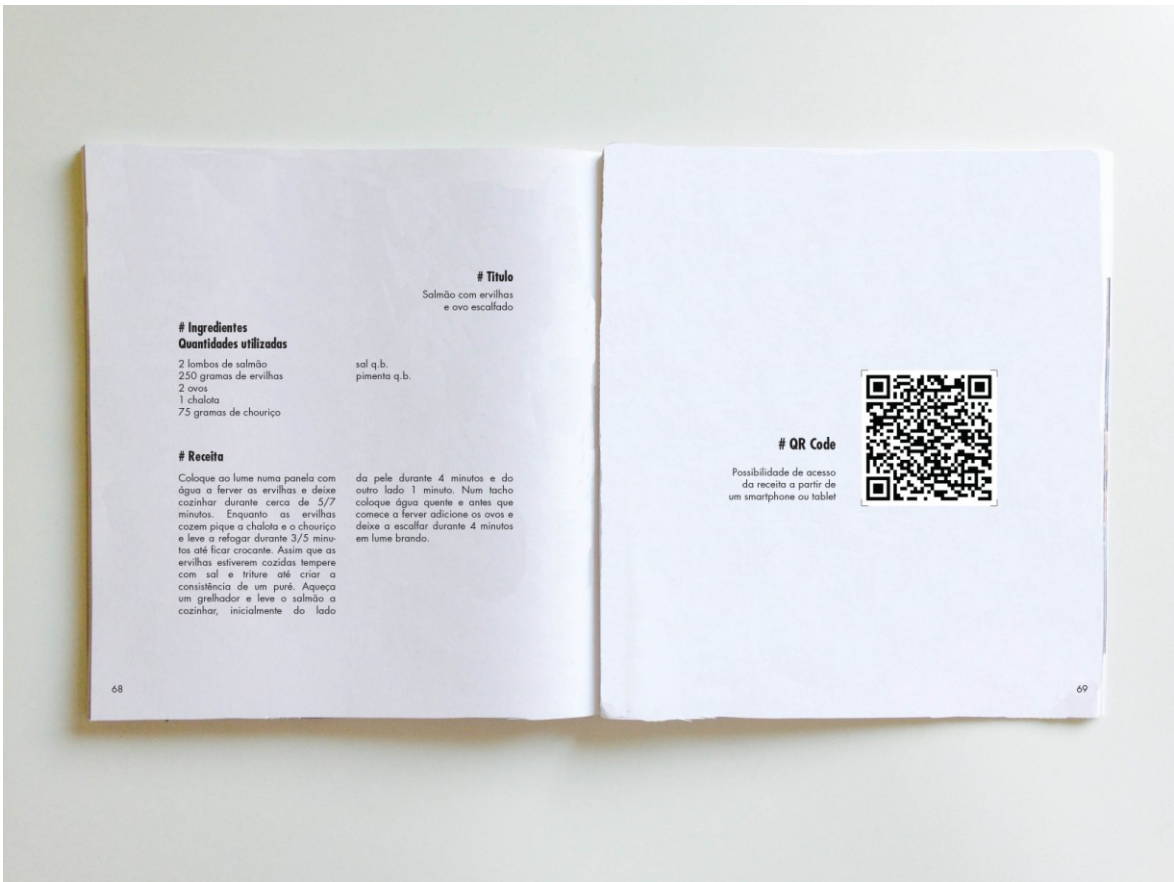 # Título
Salmão com ervilhas
e ovo escalfado
# Ingredientes
Quantidades utilizadas
2 lombos de salmão
250 gramas de ervilhas
2 ovos
1 chalota
75 gramas de chouriço
sal q.b.
pimenta q.b.
# Receita
Coloque ao lume numa panela com
água a ferver as ervilhas e deixe
cozinhar durante cerca de 5/7
minutos. Enquanto as ervilhas
cozem pique a chalota e o chouriço
e leve a refogar durante 3/5 minu-
tos até ficar crocante. Assim que as
ervilhas estiverem cozidas tempere
com sal e triture até criar a
consistência de um puré. Aqueça
um grelhador e leve o salmão a
cozinhar, inicialmente do lado
da pele durante 4 minutos e do
outro lado 1 minuto. Num tacho
coloque água quente e antes que
comece a ferver adicione os ovos e
deixe a escalfar durante 4 minutos
em lume brando.
68
# QR Code
Possibilidade de acesso
da receita a partir de
um smartphone ou tablet
69